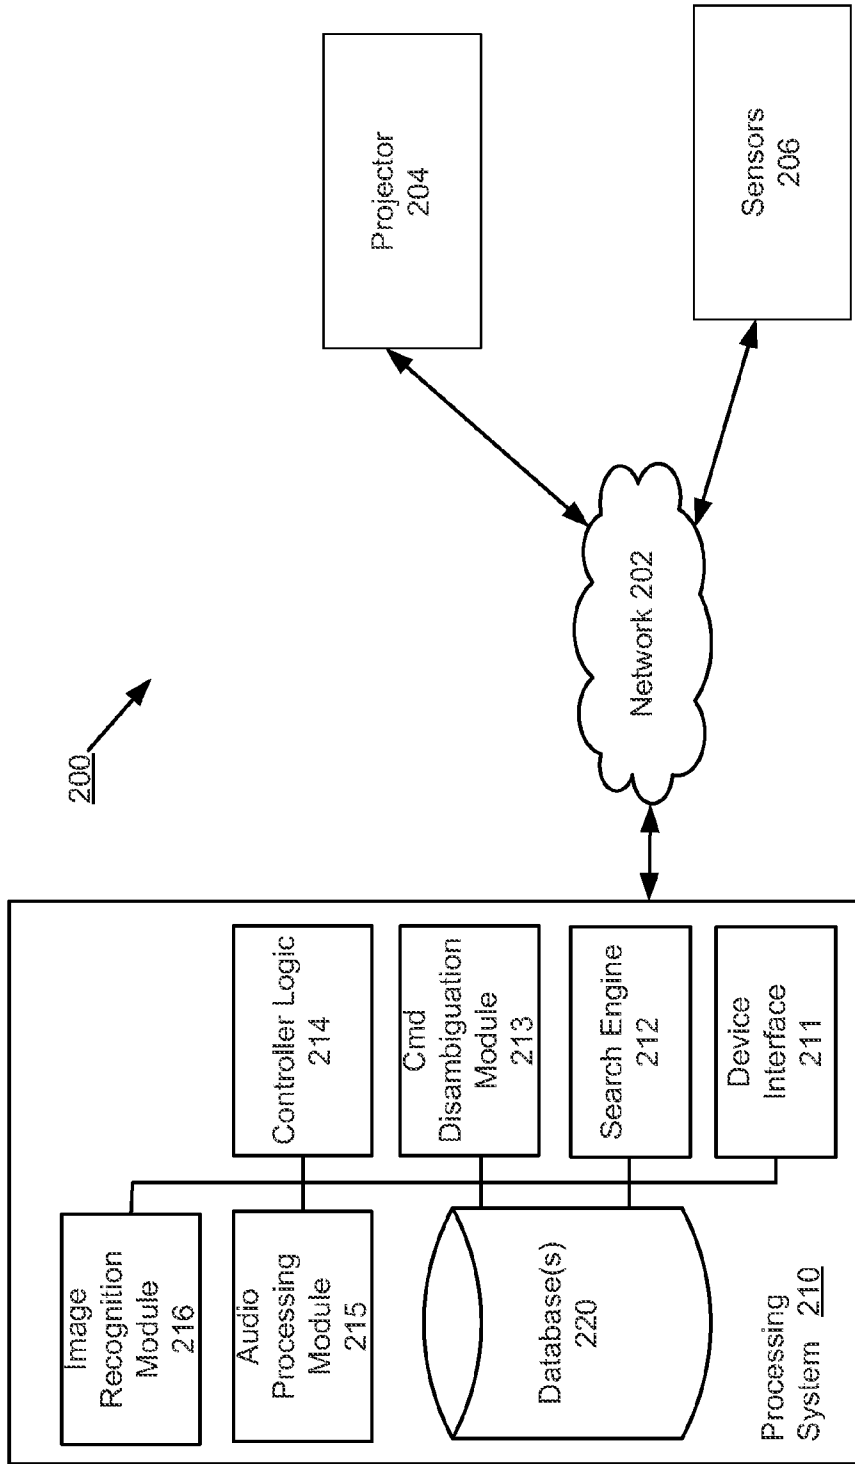 200
Image
Recognition
Module
216
Audio
Processing
Module
215
Database(s)
220
Processing
System 210
Controller Logic
214
Cmd
Disambiguation
Module
213
Search Engine
212
Device
Interface
211
Network 202
Projector
204
Sensors
206